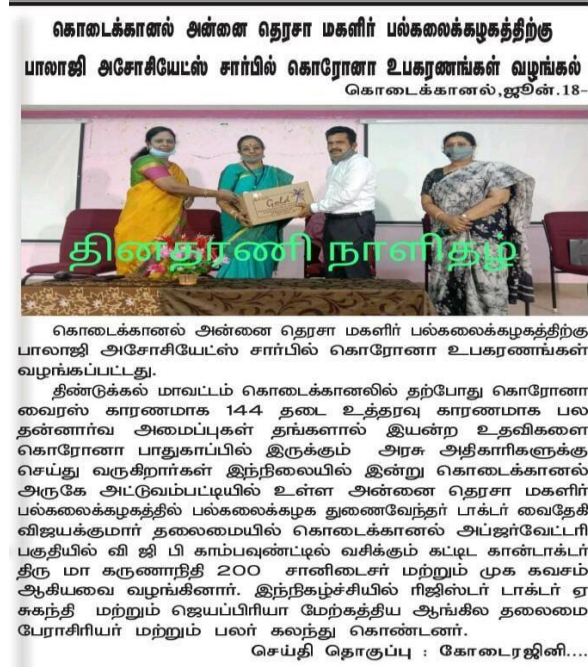 கொடைக்கானல் அன்னை தெரசா மகளிர் பல்கலைக்கழகத்திற்கு
பாலாஜி அசோசியேட்ஸ் சார்பில் கொரோனா உபகரணங்கள் வழங்கல்
கொடைக்கானல்,ஜூன்.18-
Gold
தினதரணி நாளிதழ்
கொடைக்கானல் அன்னை தெரசா மகளிர் பல்கலைக்கழகத்திற்கு
பாலாஜி அசோசியேட்ஸ் சார்பில் கொரோனா உபகரணங்கள்
வழங்கப்பட்டது.
திண்டுக்கல் மாவட்டம் கொடைக்கானலில் தற்போது கொரோனா
வைரஸ் காரணமாக 144 தடை உத்தரவு காரணமாக பல
தன்னார்வ அமைப்புகள் தங்களால் இயன்ற உதவிகளை
கொரோனா பாதுகாப்பில் இருக்கும் அரசு அதிகாரிகளுக்கு
செய்து வருகிறார்கள் இந்நிலையில் இன்று கொடைக்கானல்
அருகே அட்டுவம்பட்டியில் உள்ள அன்னை தெரசா மகளிர்
பல்கலைக்கழகத்தில் பல்கலைக்கழக துணைவேந்தர் டாக்டர் வைதேகி
விஜயக்குமார் தலைமையில் கொடைக்கானல் அப்ஜர்வேட்டரி
பகுதியில் வி ஜி பி காம்பவுண்ட்டில் வசிக்கும் கட்டிட கான்டாக்டர்
திரு மா கருணாநிதி 200 சானிடைசர் மற்றும் முக கவசம்
ஆகியவை வழங்கினார். இந்நிகழ்ச்சியில் ரிஜிஸ்டர் டாக்டர் ஏ
சுகந்தி மற்றும் ஜெயப்பிரியா மேற்கத்திய ஆங்கில தலைமை
பேராசிரியர் மற்றும் பலர் கலந்து கொண்டனர்.
செய்தி தொகுப்பு : கோடைரஜினி....